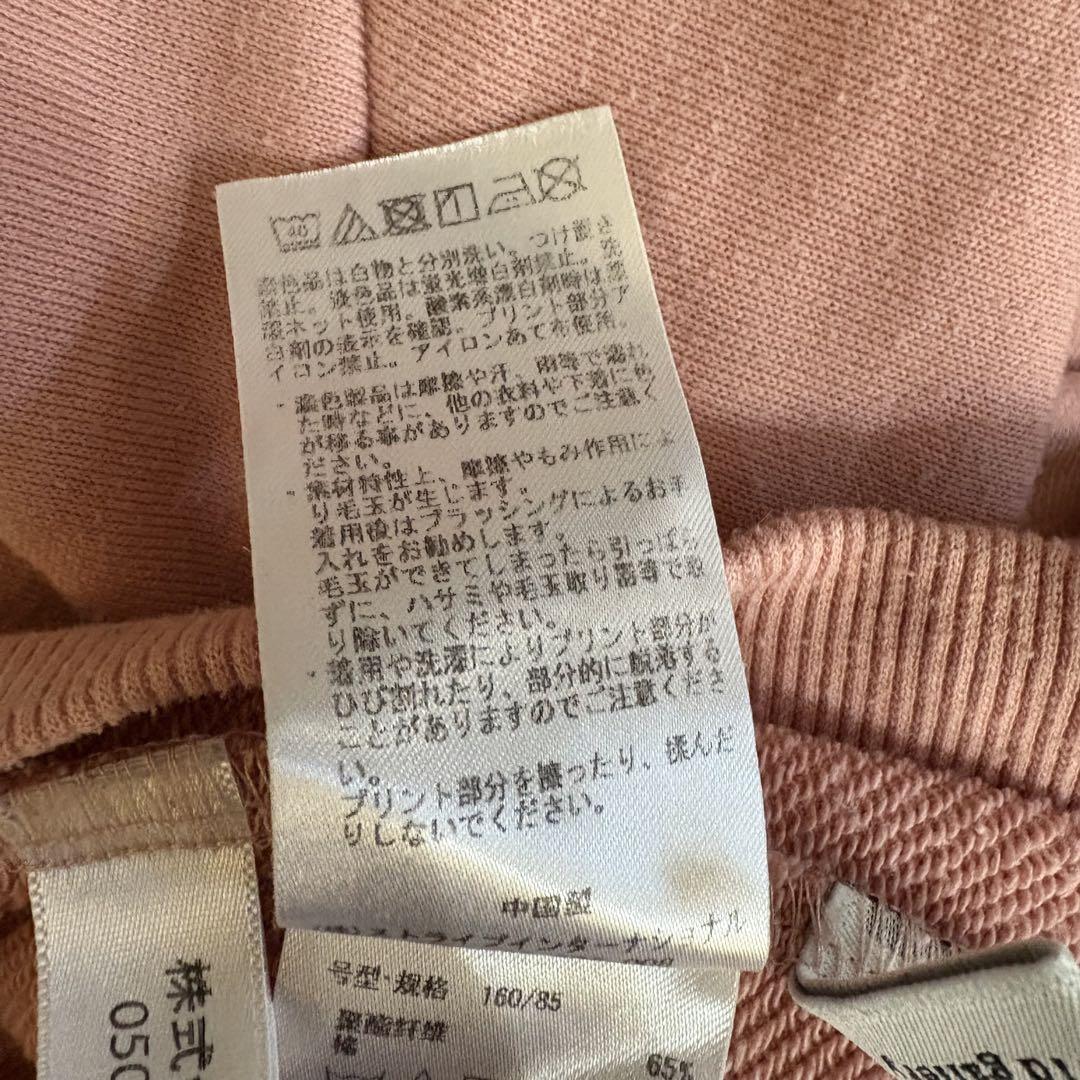 40
濃色品は白物と分別洗い。つけ置き
禁止。淡色品は蛍光増白剤禁止。洗
濯ネット使用。酸素系漂白剤時は漂
白剤の表示を確認。プリント部分ア
イロン禁止。アイロンあて布使用。
・濃色製品は摩擦や汗、雨等で濡れ
た時などに、他の衣料や下着に色
が移る事がありますのでご注意く
ださい。
・素材特性上、摩擦やもみ作用によ
り毛玉が生じます。
着用後はブラッシングによるお手
入れをお勧めします。
毛玉ができてしまったら引っぱら
ずに、ハサミや毛玉取り器等で取
り除いてください。
・着用や洗濯によりプリント部分が
ひび割れたり、部分的に脱落する
ことがありますのでご注意くださ
い。
プリント部分を擦ったり、揉んだ
りしないでください。
中国製
ストライプインターナショナル
号型·规格 160/85
聚酯纤维
棉
65%
株式
050